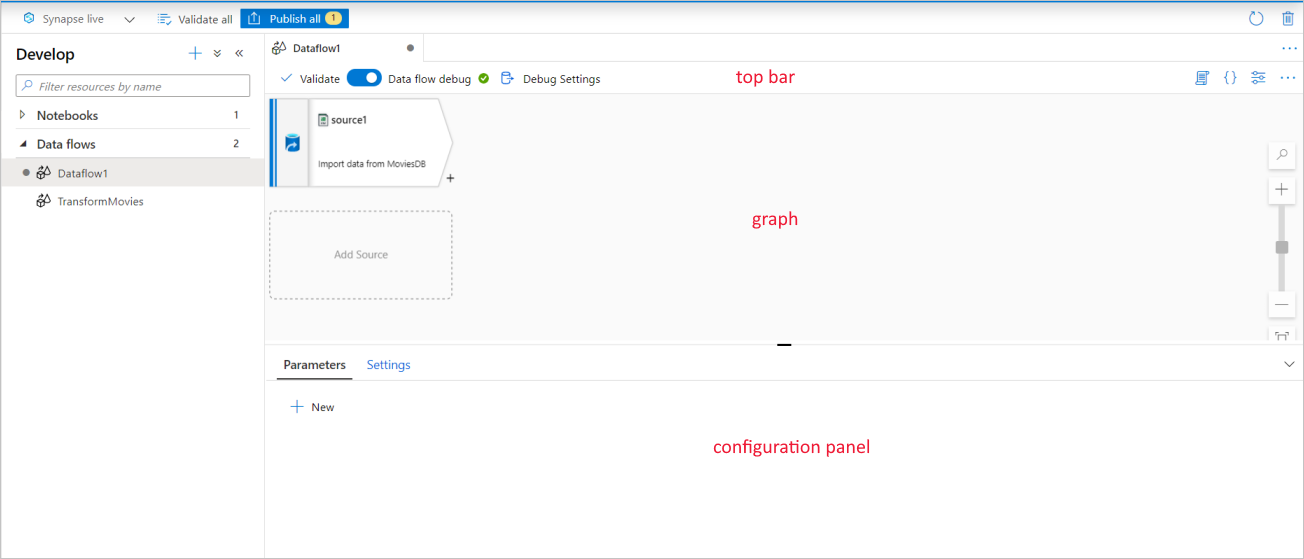 Synapse live
Validate all
Publish all 1
Develop
Filter resources by name
Notebooks 1
Data flows 2
Dataflow1
TransformMovies
Dataflow1
Validate
Data flow debug
Debug Settings
top bar
source1
Import data from MoviesDB
+
Add Source
graph
Parameters
Settings
New
configuration panel